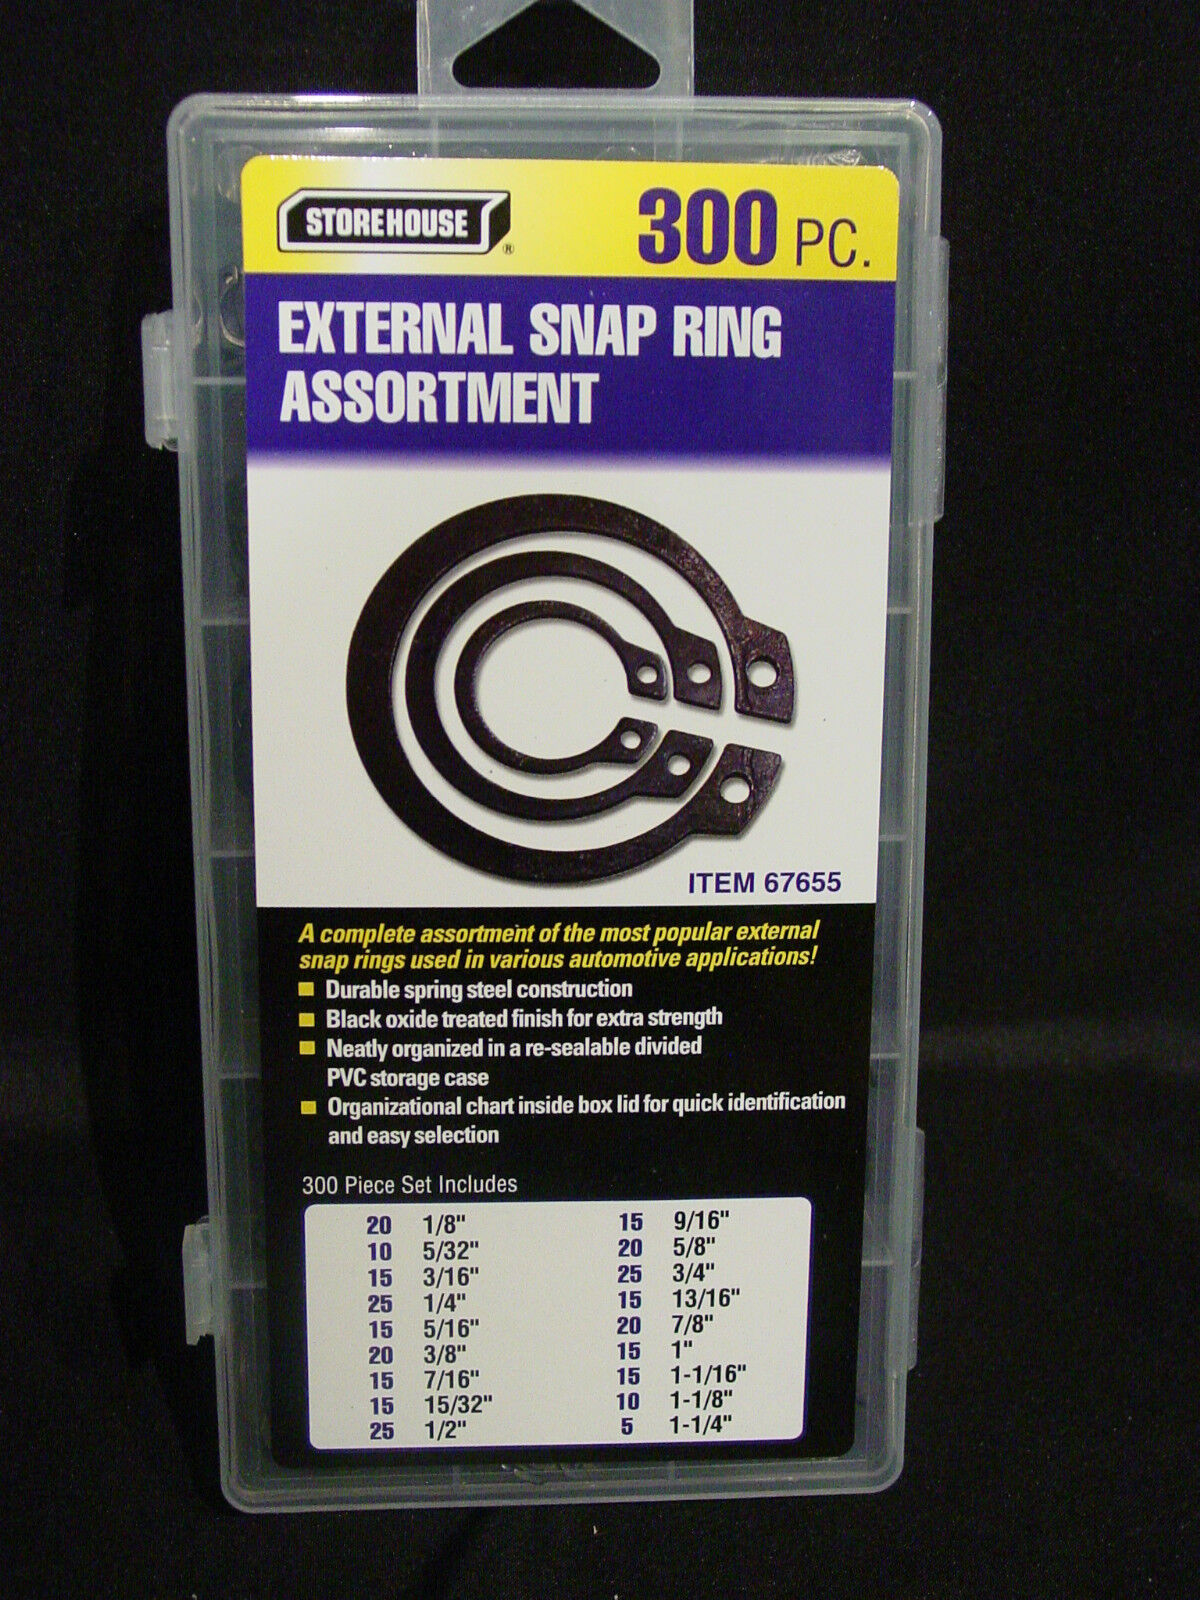 STOREHOUSE ®
300 PC.
EXTERNAL SNAP RING
ASSORTMENT
ITEM 67655
A complete assortment of the most popular external
snap rings used in various automotive applications!
Durable spring steel construction
Black oxide treated finish for extra strength
Neatly organized in a re-sealable divided
PVC storage case
Organizational chart inside box lid for quick identification
and easy selection
300 Piece Set Includes
20 1/8"
10 5/32"
15 3/16"
25 1/4"
15 5/16"
20 3/8"
15 7/16"
15 15/32"
25 1/2"
15 9/16"
20 5/8"
25 3/4"
15 13/16"
20 7/8"
15 1"
15 1-1/16"
10 1-1/8"
5 1-1/4"